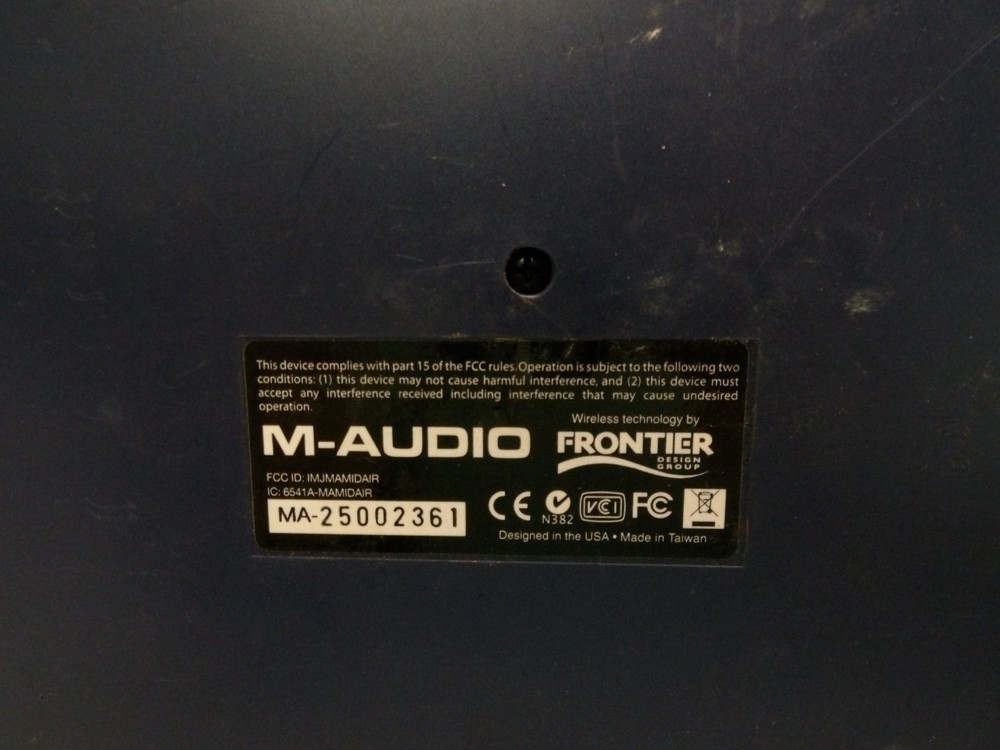 This device complies with part 15 of the FCC rules. Operation is subject to the following two
conditions: (1) this device may not cause harmful interference, and (2) this device must
accept any interference received including interference that may cause undesired
operation.
Wireless technology by
M-AUDIO
FRONTIER
DESIGN
GROUP
FCC ID: IMJMAMIDAIR
IC: 6541A-MAMIDAIR
MA-25002361
CE N382 VCI FC
Designed in the USA • Made in Taiwan